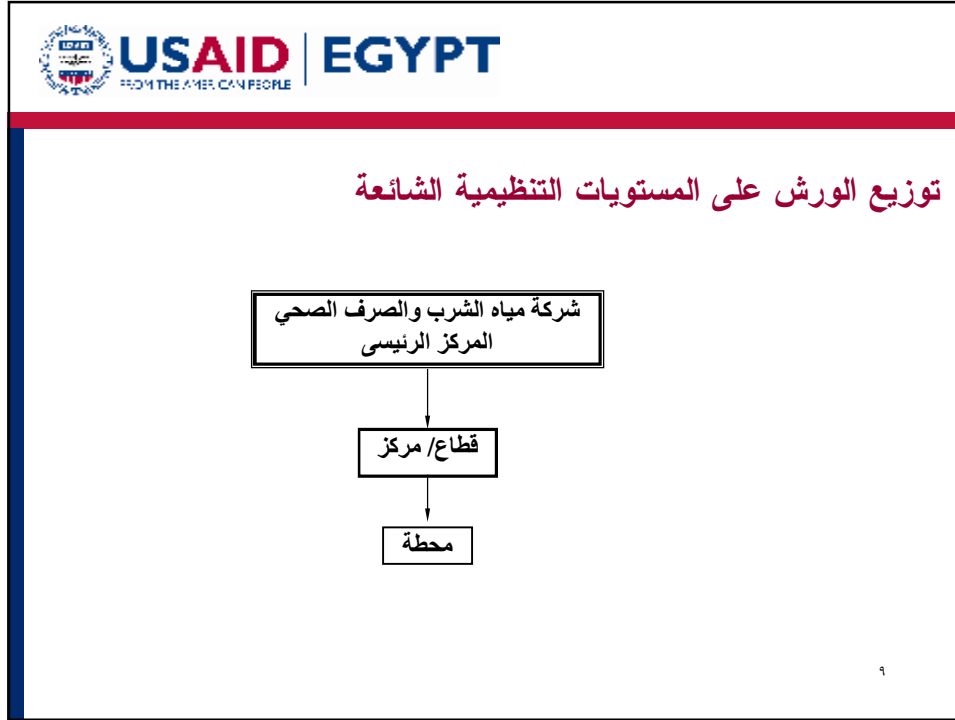 USAID | EGYPT
FROM THE AMERICAN PEOPLE
توزيع الورش على المستويات التنظيمية الشائعة
شركة مياه الشرب والصرف الصحي
المركز الرئيسى
قطاع/ مركز
محطة
٩